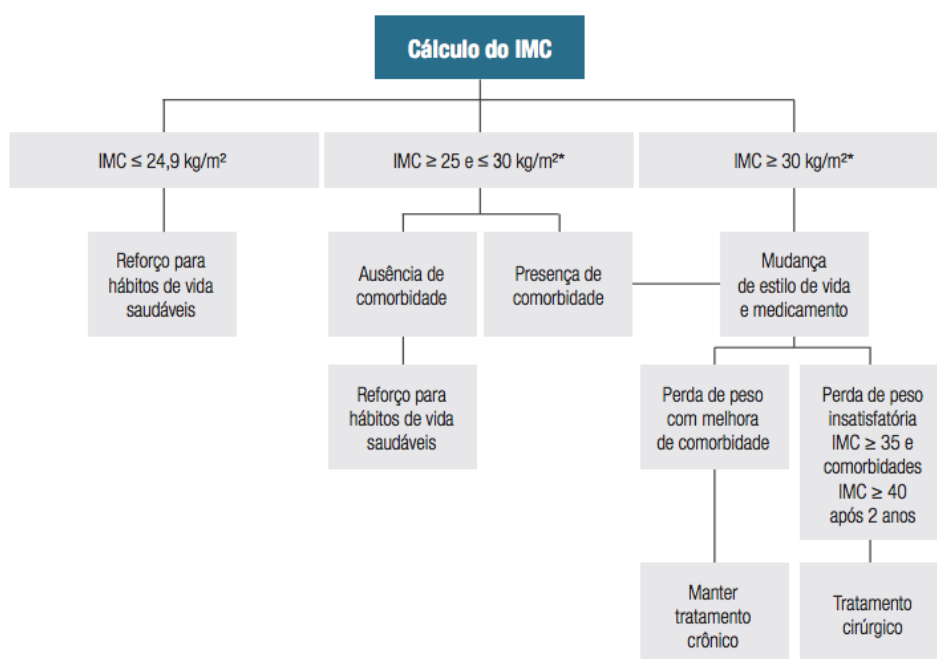 Cálculo do IMC
IMC ≤ 24,9 kg/m²
IMC ≥ 25 e ≤ 30 kg/m²*
IMC ≥ 30 kg/m²*
Reforço para
hábitos de vida
saudáveis
Ausência de
comorbidade
Presença de
comorbidade
Mudança
de estilo de vida
e medicamento
Reforço para
hábitos de vida
saudáveis
Perda de peso
com melhora
de comorbidade
Perda de peso
insatisfatória
IMC ≥ 35 e
comorbidades
IMC ≥ 40
após 2 anos
Manter
tratamento
crônico
Tratamento
cirúrgico